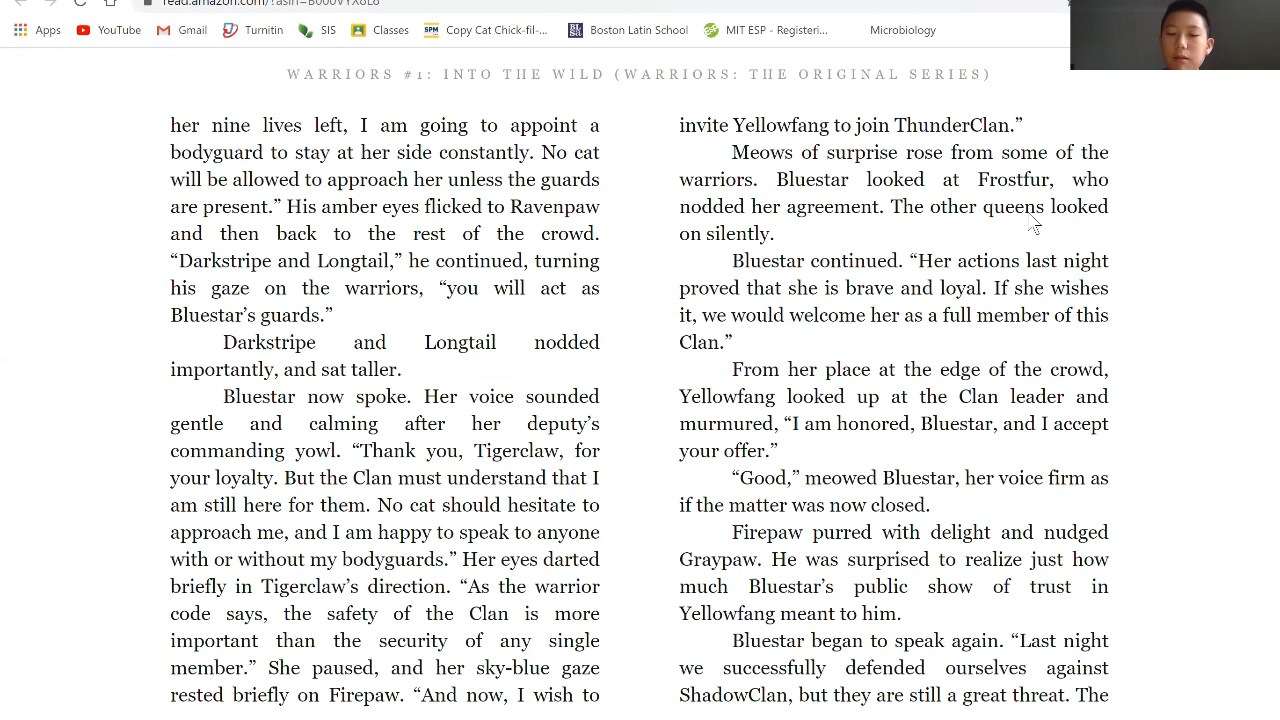 read.amazon.com/?asin=B000VYX8L8
Apps YouTube Gmail Turnitin SIS Classes Copy Cat Chick-fil-... Boston Latin School MIT ESP - Registeri... Microbiology
WARRIORS #1: INTO THE WILD (WARRIORS: THE ORIGINAL SERIES)
her nine lives left, I am going to appoint a
bodyguard to stay at her side constantly. No cat
will be allowed to approach her unless the guards
are present.” His amber eyes flicked to Ravenpaw
and then back to the rest of the crowd.
“Darkstripe and Longtail,” he continued, turning
his gaze on the warriors, “you will act as
Bluestar’s guards.”
Darkstripe and Longtail nodded
importantly, and sat taller.
Bluestar now spoke. Her voice sounded
gentle and calming after her deputy’s
commanding yowl. “Thank you, Tigerclaw, for
your loyalty. But the Clan must understand that I
am still here for them. No cat should hesitate to
approach me, and I am happy to speak to anyone
with or without my bodyguards.” Her eyes darted
briefly in Tigerclaw’s direction. “As the warrior
code says, the safety of the Clan is more
important than the security of any single
member.” She paused, and her sky-blue gaze
rested briefly on Firepaw. “And now, I wish to
invite Yellowfang to join ThunderClan.”
Meows of surprise rose from some of the
warriors. Bluestar looked at Frostfur, who
nodded her agreement. The other queens looked
on silently.
Bluestar continued. “Her actions last night
proved that she is brave and loyal. If she wishes
it, we would welcome her as a full member of this
Clan.”
From her place at the edge of the crowd,
Yellowfang looked up at the Clan leader and
murmured, “I am honored, Bluestar, and I accept
your offer.”
“Good,” meowed Bluestar, her voice firm as
if the matter was now closed.
Firepaw purred with delight and nudged
Graypaw. He was surprised to realize just how
much Bluestar’s public show of trust in
Yellowfang meant to him.
Bluestar began to speak again. “Last night
we successfully defended ourselves against
ShadowClan, but they are still a great threat. The